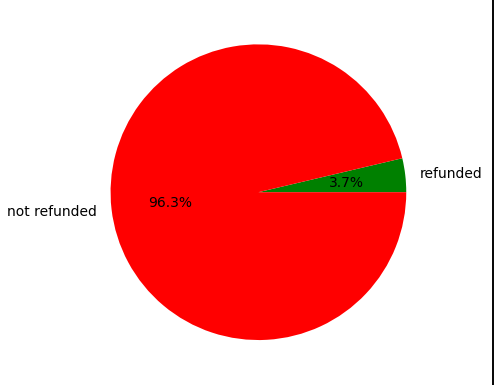 refunded
3.7%
96.3%
not refunded